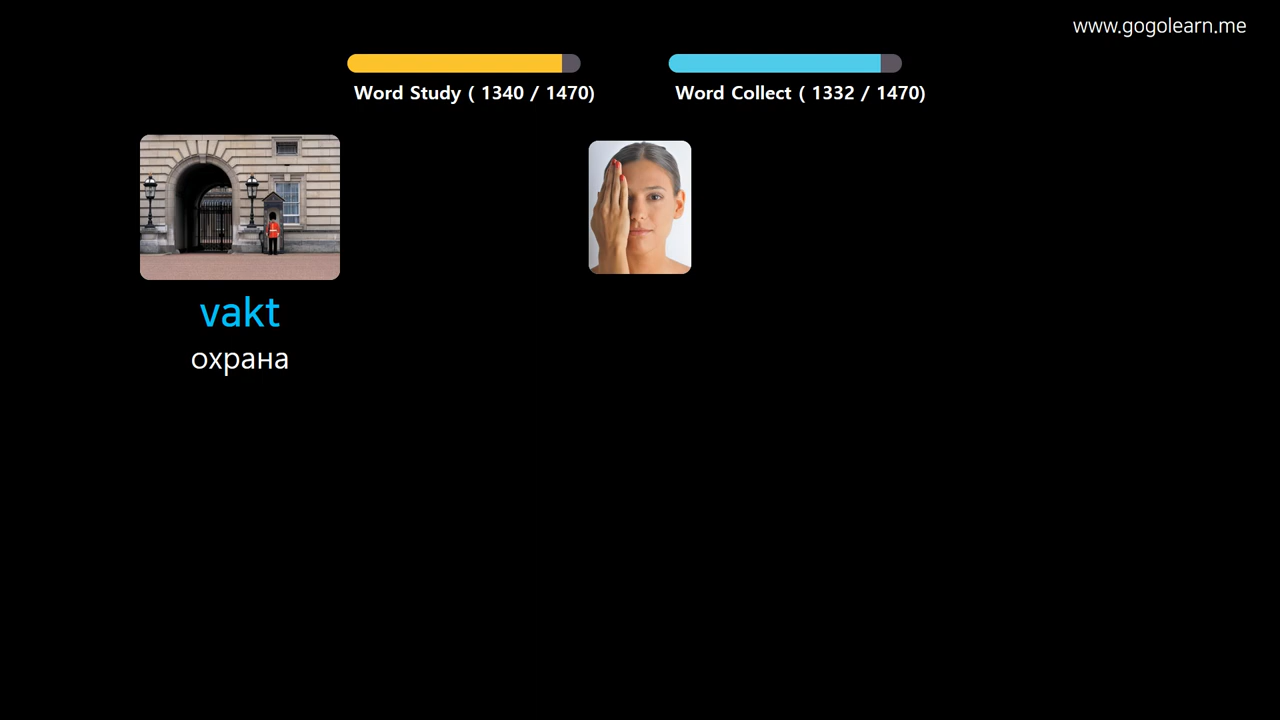 www.gogolearn.me
Word Study ( 1340 / 1470)
Word Collect ( 1332 / 1470)
vakt
охрана